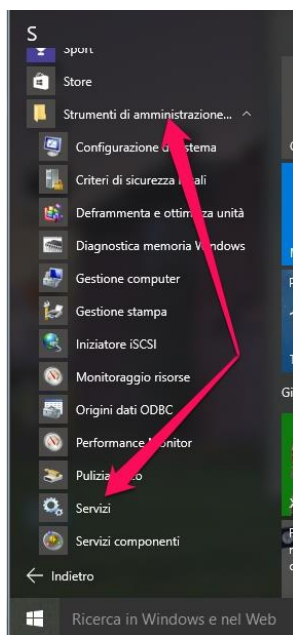 S
Sport
Store
Strumenti di amministrazione...
Configurazione di sistema
Criteri di sicurezza locali
Deframmenta e ottimizza unità
Diagnostica memoria Windows
Gestione computer
Gestione stampa
Iniziatore iSCSI
Monitoraggio risorse
Origini dati ODBC
Performance Monitor
Pulizia disco
Servizi
Servizi componenti
Indietro
Gi
Ricerca in Windows e nel Web